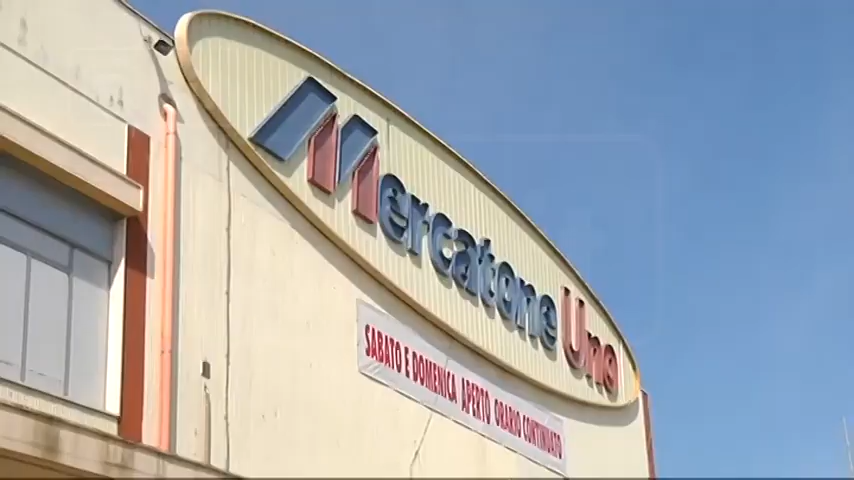 Mercatone Uno
SABATO E DOMENICA APERTO ORARIO CONTINUATO